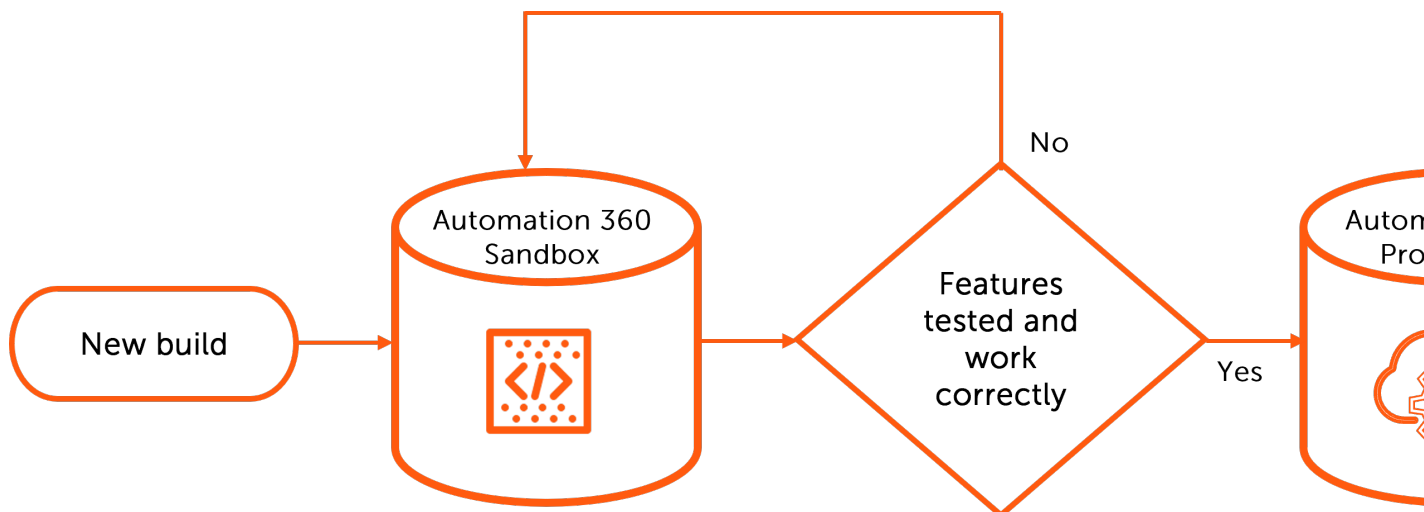 No
Automation 360
Sandbox
New build
Features
tested and
work
correctly
Yes